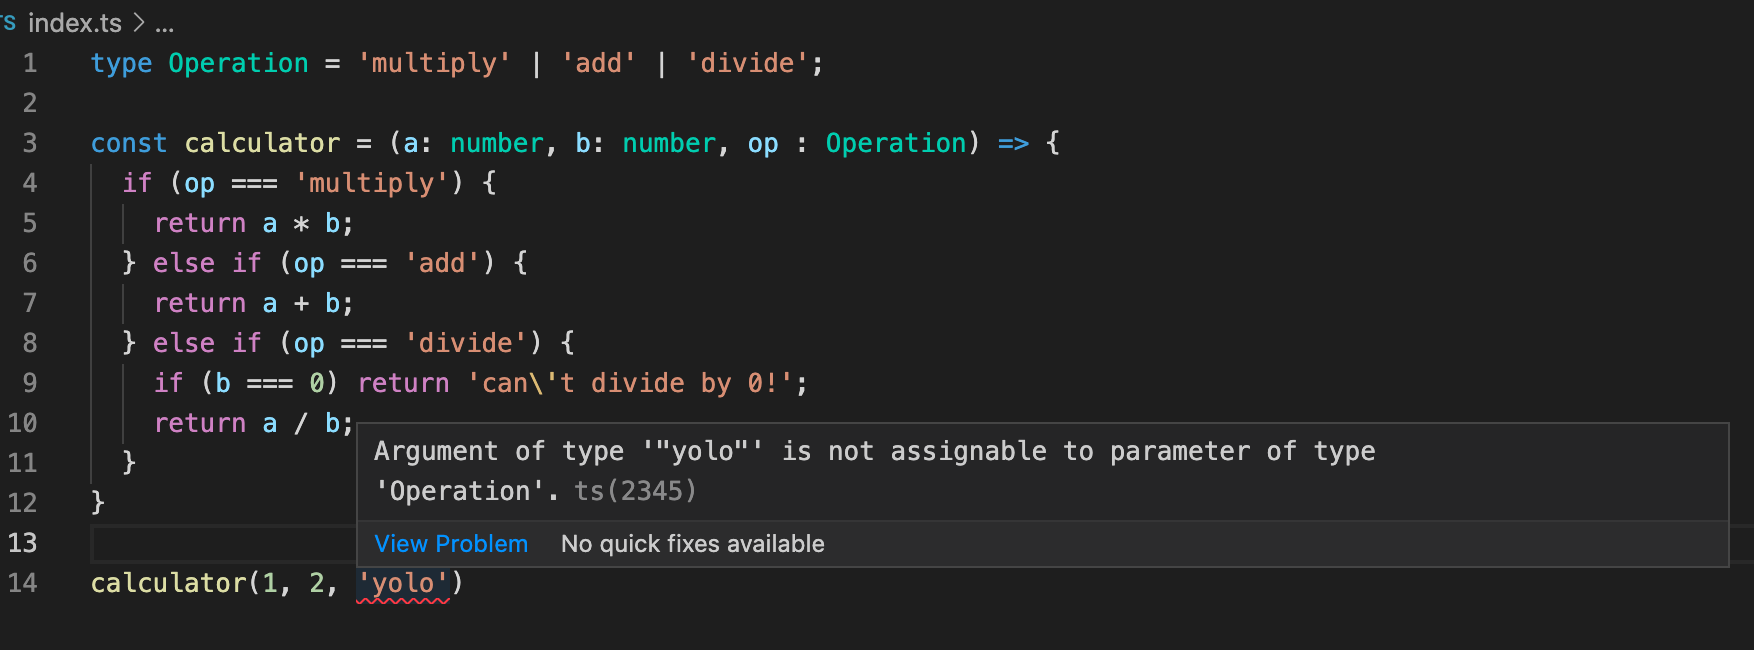 TS index.ts > ...
1 type Operation = 'multiply' | 'add' | 'divide';
2
3 const calculator = (a: number, b: number, op : Operation) => {
4 if (op === 'multiply') {
5 return a * b;
6 } else if (op === 'add') {
7 return a + b;
8 } else if (op === 'divide') {
9 if (b === 0) return 'can\'t divide by 0!';
10 return a / b;
Argument of type '"yolo"' is not assignable to parameter of type
11 }
'Operation'. ts(2345)
12 }
13
View Problem No quick fixes available
14 calculator(1, 2, 'yolo')